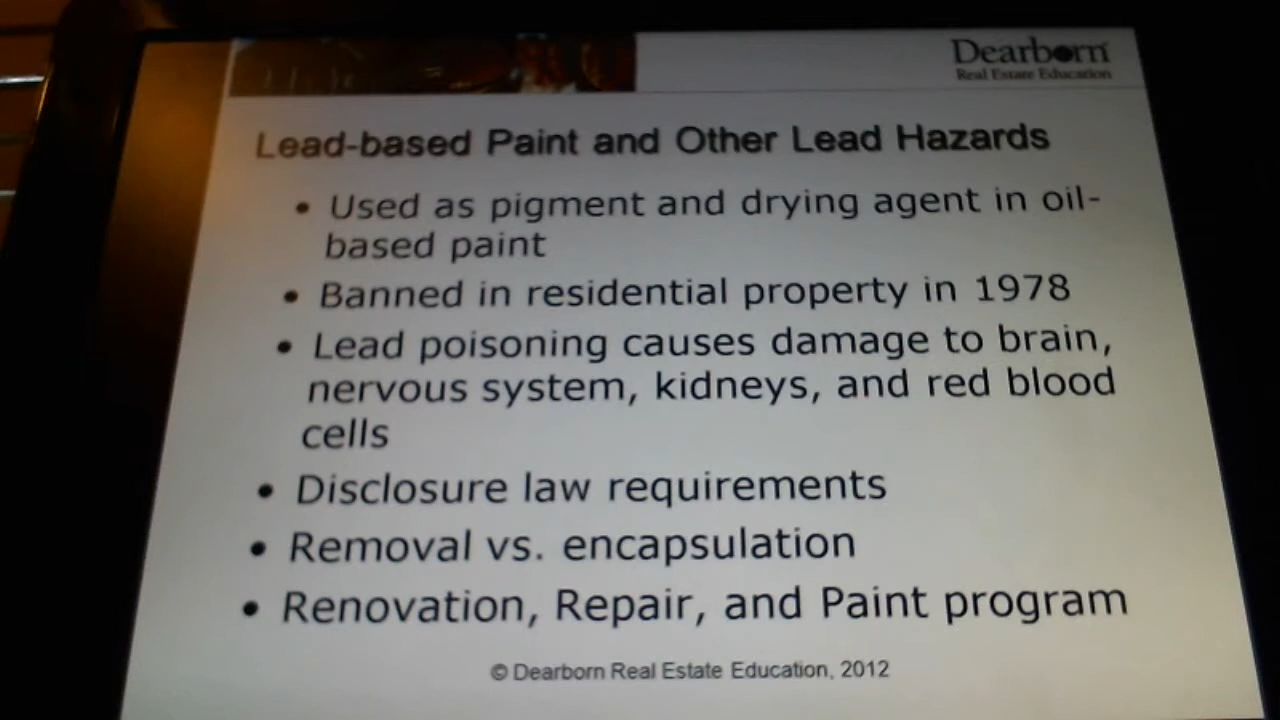 Dearborn
Real Estate Education
Lead-based Paint and Other Lead Hazards
• Used as pigment and drying agent in oil-
based paint
• Banned in residential property in 1978
• Lead poisoning causes damage to brain,
nervous system, kidneys, and red blood
cells
• Disclosure law requirements
• Removal vs. encapsulation
• Renovation, Repair, and Paint program
© Dearborn Real Estate Education, 2012